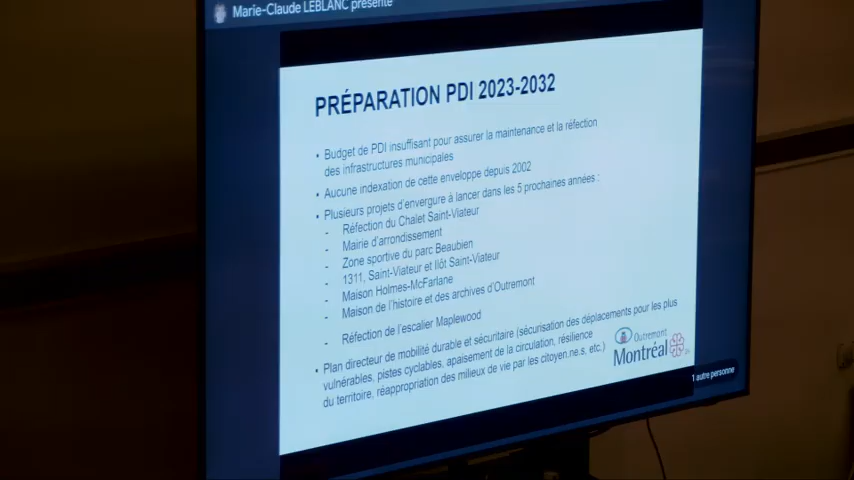 Marie-Claude LEBLANC présente
PRÉPARATION PDI 2023-2032
• Budget de PDI insuffisant pour assurer la maintenance et la réfection
des infrastructures municipales
• Aucune indexation de cette enveloppe depuis 2002
• Plusieurs projets d'envergure à lancer dans les 5 prochaines années :
- Réfection du Chalet Saint-Viateur
- Mairie d'arrondissement
- Zone sportive du parc Beaubien
- 1311, Saint-Viateur et Ilôt Saint-Viateur
- Maison Holmes-McFarlane
- Maison de l'histoire et des archives d'Outremont
- Réfection de l'escalier Maplewood
• Plan directeur de mobilité durable et sécuritaire (sécurisation des déplacements pour les plus
vulnérables, pistes cyclables, apaisement de la circulation, résilience
du territoire, réappropriation des milieux de vie par les citoyen.ne.s, etc.)
Outremont
Montréal
1 autre personne